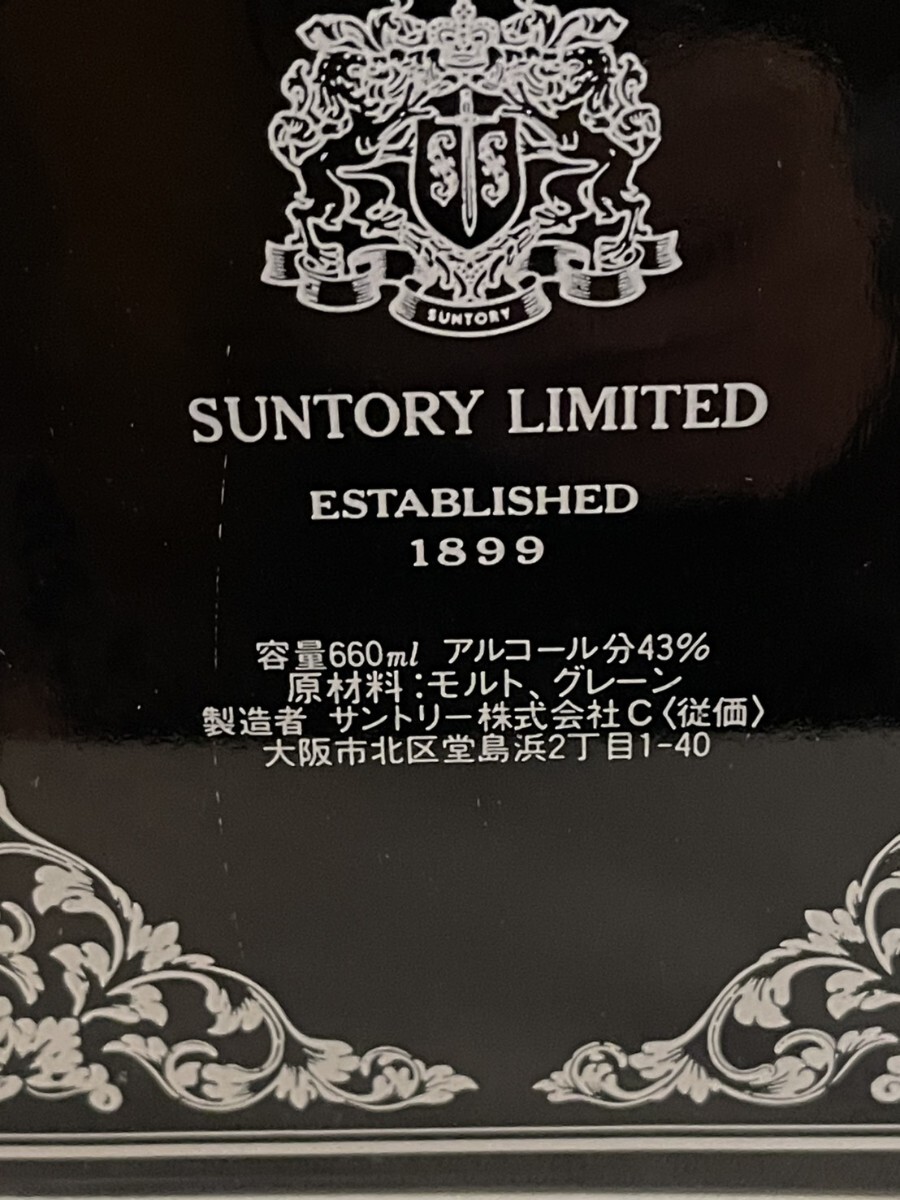 SUNTORY
SUNTORY LIMITED
ESTABLISHED
1899
容量660ml アルコール分43%
原材料:モルト、グレーン
製造者 サントリー株式会社C〈従価〉
大阪市北区堂島浜2丁目1-40